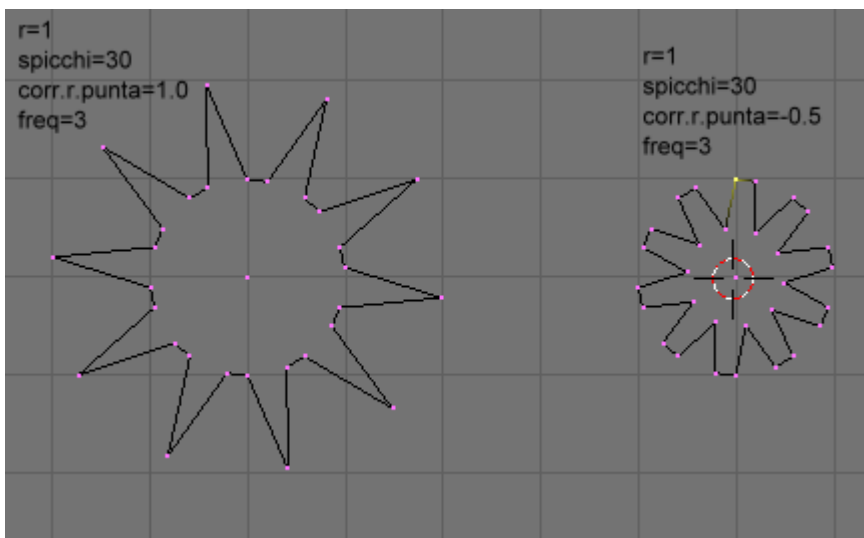 r=1
spicchi=30
corr.r.punta=1.0
freq=3
r=1
spicchi=30
corr.r.punta=-0.5
freq=3